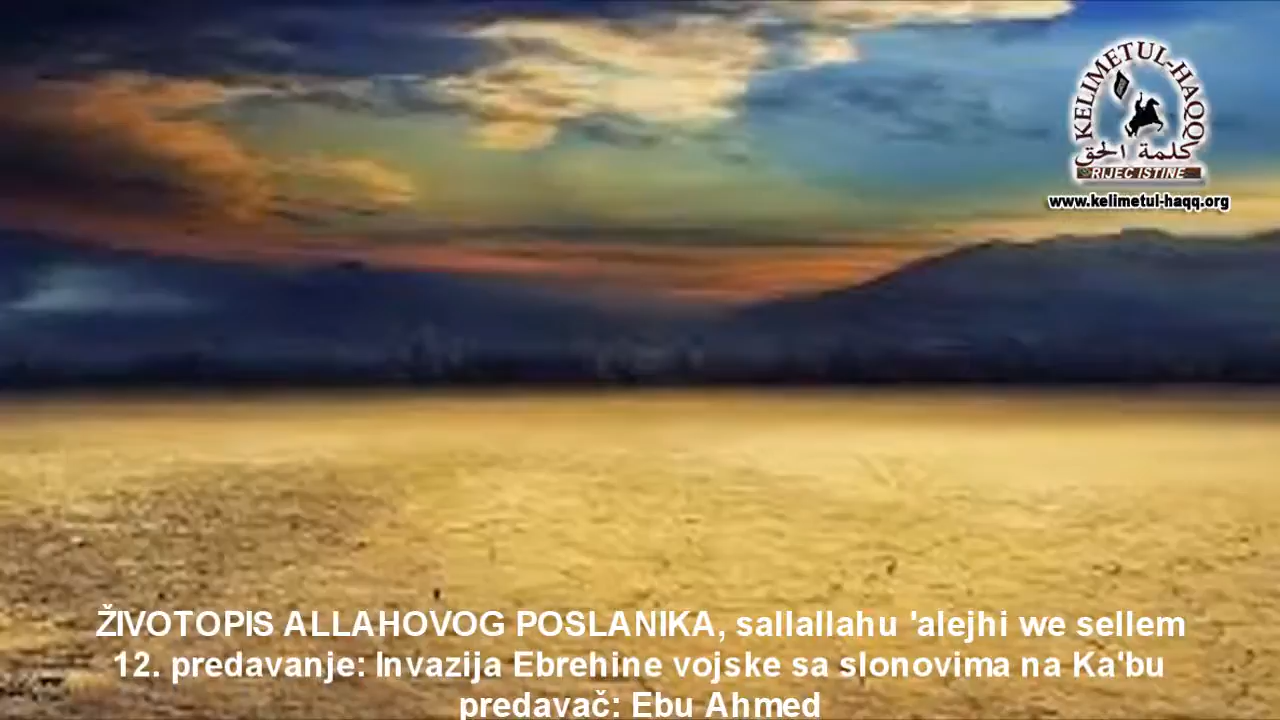 KELIMETUL-HAQQ
كلمة الحق
RIJEC ISTINE
www.kelimetul-haqq.org
ŽIVOTOPIS ALLAHOVOG POSLANIKA, sallallahu 'alejhi we sellem
12. predavanje: Invazija Ebrehine vojske sa slonovima na Ka'bu
predavač: Ebu Ahmed